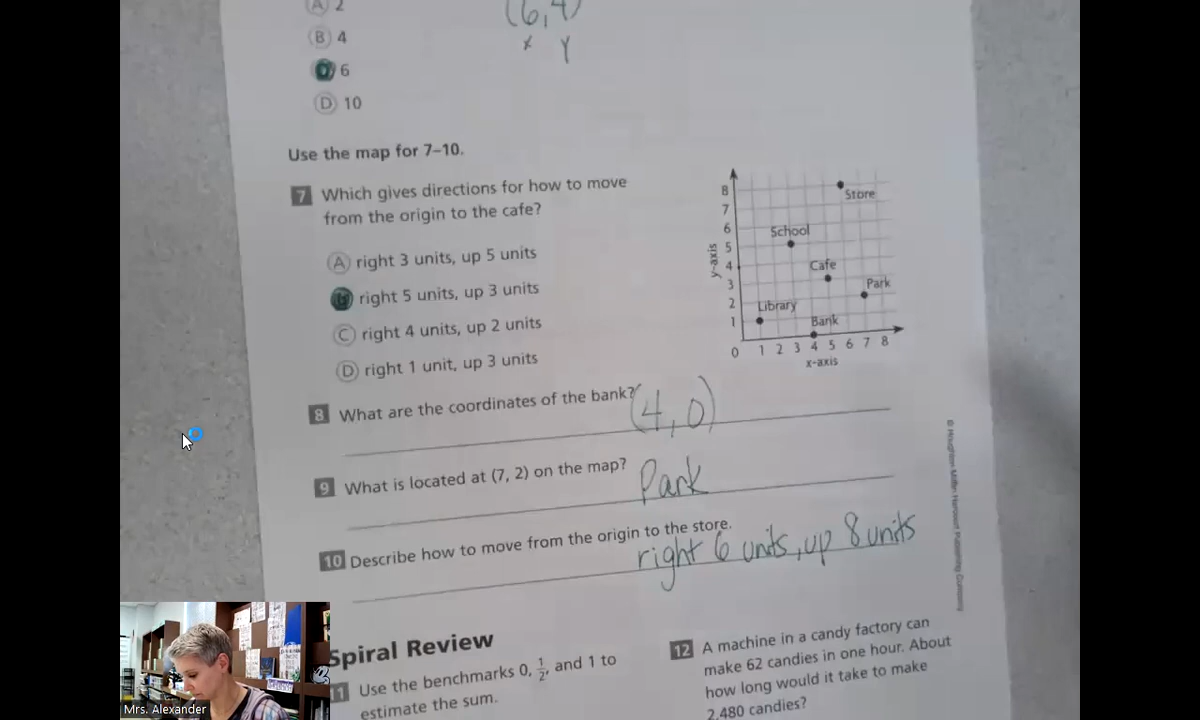 A 2
(6,4)
B 4
x y
6
D 10
Use the map for 7–10.
7 Which gives directions for how to move
from the origin to the cafe?
A right 3 units, up 5 units
right 5 units, up 3 units
C right 4 units, up 2 units
D right 1 unit, up 3 units
8
7
6
5
4
3
2
1
0
1 2 3 4 5 6 7 8
y-axis
x-axis
Store
School
Cafe
Park
Library
Bank
8 What are the coordinates of the bank? (4,0)
9 What is located at (7, 2) on the map? Park
10 Describe how to move from the origin to the store.
right 6 units, up 8 units
© Houghton Mifflin Harcourt Publishing Company
Spiral Review
11 Use the benchmarks 0, 1/2, and 1 to
estimate the sum.
12 A machine in a candy factory can
make 62 candies in one hour. About
how long would it take to make
2,480 candies?
Mrs. Alexander